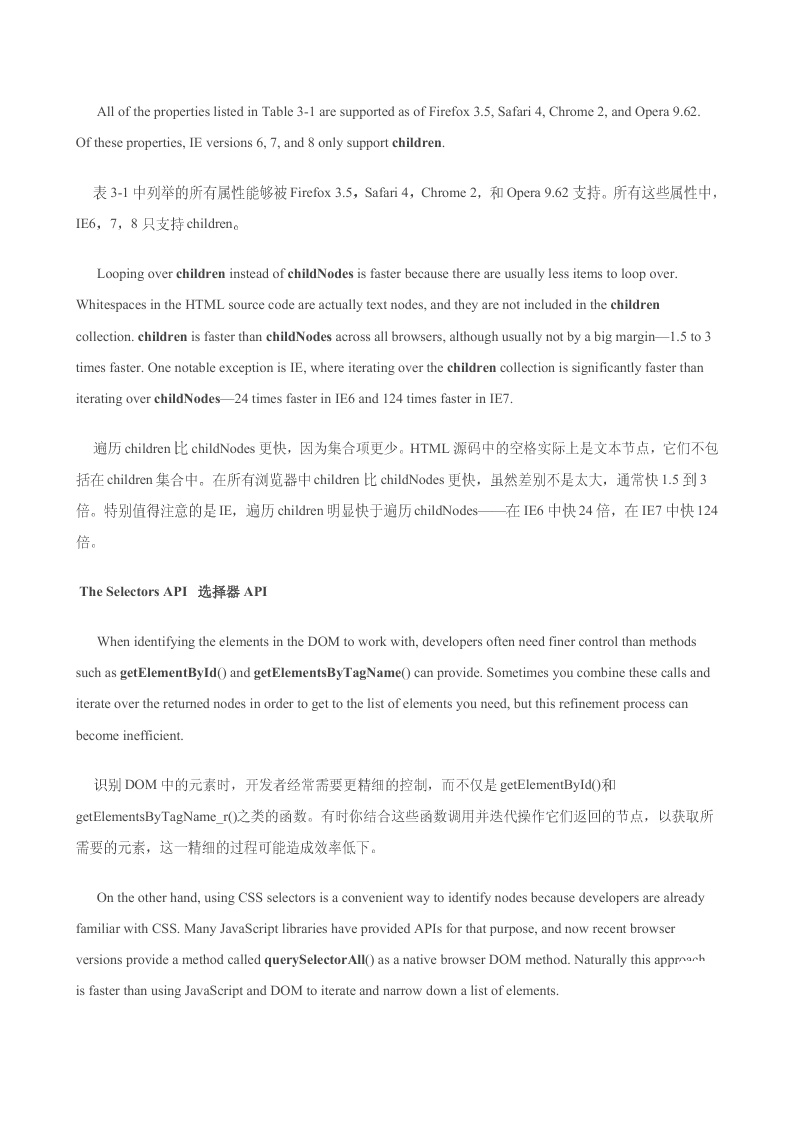 All of the properties listed in Table 3-1 are supported as of Firefox 3.5, Safari 4, Chrome 2, and Opera 9.62.
Of these properties, IE versions 6, 7, and 8 only support children.
表 3-1 中列举的所有属性能够被 Firefox 3.5，Safari 4，Chrome 2，和 Opera 9.62 支持。所有这些属性中，
IE6，7，8 只支持 children。
Looping over children instead of childNodes is faster because there are usually less items to loop over.
Whitespaces in the HTML source code are actually text nodes, and they are not included in the children
collection. children is faster than childNodes across all browsers, although usually not by a big margin—1.5 to 3
times faster. One notable exception is IE, where iterating over the children collection is significantly faster than
iterating over childNodes—24 times faster in IE6 and 124 times faster in IE7.
遍历 children 比 childNodes 更快，因为集合项更少。HTML 源码中的空格实际上是文本节点，它们不包
括在 children 集合中。在所有浏览器中 children 比 childNodes 更快，虽然差别不是太大，通常快 1.5 到 3
倍。特别值得注意的是 IE，遍历 children 明显快于遍历 childNodes——在 IE6 中快 24 倍，在 IE7 中快 124
倍。
The Selectors API 选择器 API
When identifying the elements in the DOM to work with, developers often need finer control than methods
such as getElementById() and getElementsByTagName() can provide. Sometimes you combine these calls and
iterate over the returned nodes in order to get to the list of elements you need, but this refinement process can
become inefficient.
识别 DOM 中的元素时，开发者经常需要更精细的控制，而不仅是 getElementById()和
getElementsByTagName_r()之类的函数。有时你结合这些函数调用并迭代操作它们返回的节点，以获取所
需要的元素，这一精细的过程可能造成效率低下。
On the other hand, using CSS selectors is a convenient way to identify nodes because developers are already
familiar with CSS. Many JavaScript libraries have provided APIs for that purpose, and now recent browser
versions provide a method called querySelectorAll() as a native browser DOM method. Naturally this approach
is faster than using JavaScript and DOM to iterate and narrow down a list of elements.